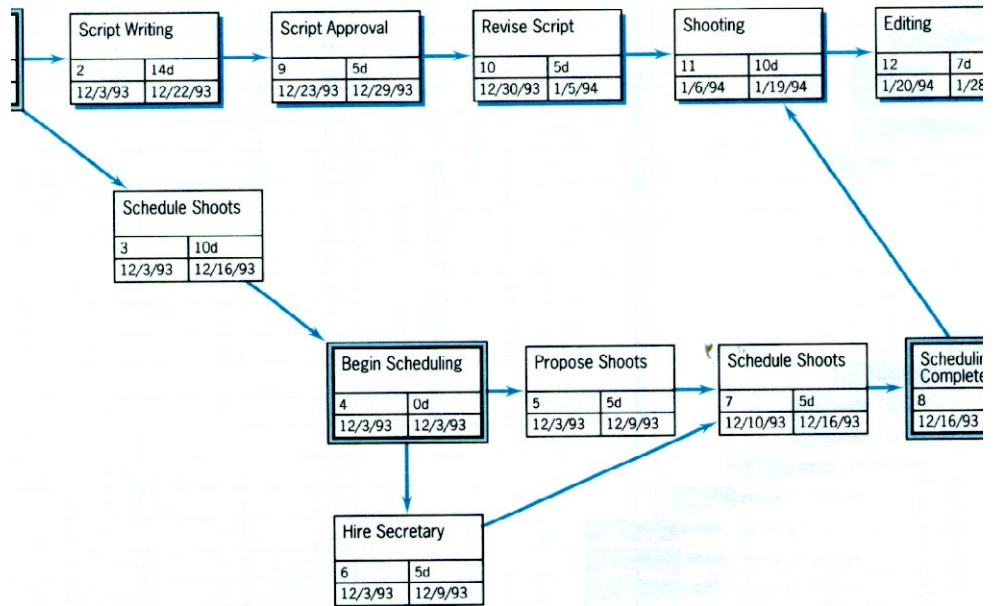 Script Writing
2 14d
12/3/93 12/22/93
Script Approval
9 5d
12/23/93 12/29/93
Revise Script
10 5d
12/30/93 1/5/94
Shooting
11 10d
1/6/94 1/19/94
Editing
12 7d
1/20/94 1/28
Schedule Shoots
3 10d
12/3/93 12/16/93
Begin Scheduling
4 0d
12/3/93 12/3/93
Propose Shoots
5 5d
12/3/93 12/9/93
Schedule Shoots
7 5d
12/10/93 12/16/93
Schedulin
Complete
8
12/16/93
Hire Secretary
6 5d
12/3/93 12/9/93